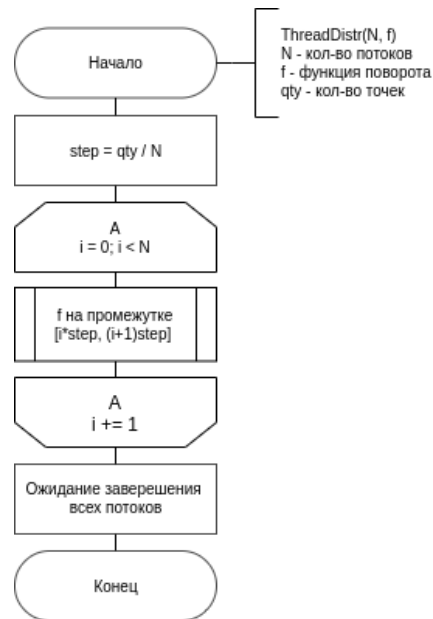 Начало
ThreadDistr(N, f)
N - кол-во потоков
f - функция поворота
qty - кол-во точек
step = qty / N
A
i = 0; i < N
f на промежутке
[i*step, (i+1)step]
A
i += 1
Ожидание заверешения
всех потоков
Конец